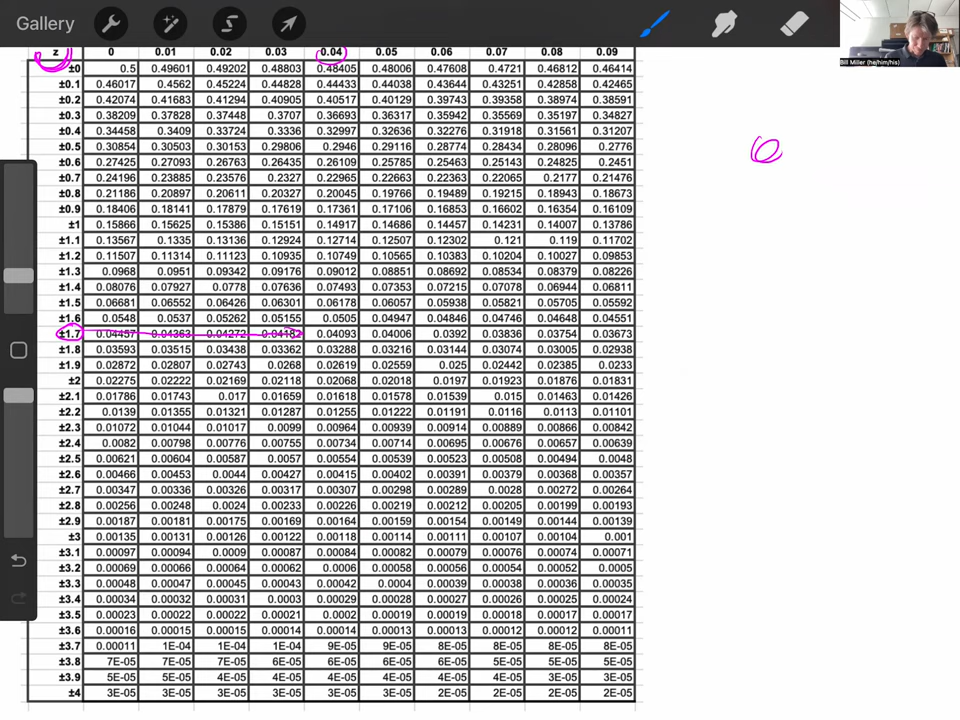 Gallery
Bill Miller (he/him/his)
z 0 0.01 0.02 0.03 0.04 0.05 0.06 0.07 0.08 0.09
±0 0.5 0.49601 0.49202 0.48803 0.48405 0.48006 0.47608 0.4721 0.46812 0.46414
±0.1 0.46017 0.4562 0.45224 0.44828 0.44433 0.44038 0.43644 0.43251 0.42858 0.42465
±0.2 0.42074 0.41683 0.41294 0.40905 0.40517 0.40129 0.39743 0.39358 0.38974 0.38591
±0.3 0.38209 0.37828 0.37448 0.3707 0.36693 0.36317 0.35942 0.35569 0.35197 0.34827
±0.4 0.34458 0.3409 0.33724 0.3336 0.32997 0.32636 0.32276 0.31918 0.31561 0.31207
±0.5 0.30854 0.30503 0.30153 0.29806 0.2946 0.29116 0.28774 0.28434 0.28096 0.2776
±0.6 0.27425 0.27093 0.26763 0.26435 0.26109 0.25785 0.25463 0.25143 0.24825 0.2451
±0.7 0.24196 0.23885 0.23576 0.2327 0.22965 0.22663 0.22363 0.22065 0.2177 0.21476
±0.8 0.21186 0.20897 0.20611 0.20327 0.20045 0.19766 0.19489 0.19215 0.18943 0.18673
±0.9 0.18406 0.18141 0.17879 0.17619 0.17361 0.17106 0.16853 0.16602 0.16354 0.16109
±1 0.15866 0.15625 0.15386 0.15151 0.14917 0.14686 0.14457 0.14231 0.14007 0.13786
±1.1 0.13567 0.1335 0.13136 0.12924 0.12714 0.12507 0.12302 0.121 0.119 0.11702
±1.2 0.11507 0.11314 0.11123 0.10935 0.10749 0.10565 0.10383 0.10204 0.10027 0.09853
±1.3 0.0968 0.0951 0.09342 0.09176 0.09012 0.08851 0.08692 0.08534 0.08379 0.08226
±1.4 0.08076 0.07927 0.0778 0.07636 0.07493 0.07353 0.07215 0.07078 0.06944 0.06811
±1.5 0.06681 0.06552 0.06426 0.06301 0.06178 0.06057 0.05938 0.05821 0.05705 0.05592
±1.6 0.0548 0.0537 0.05262 0.05155 0.0505 0.04947 0.04846 0.04746 0.04648 0.04551
±1.7 0.04457 0.04363 0.04272 0.04182 0.04093 0.04006 0.0392 0.03836 0.03754 0.03673
±1.8 0.03593 0.03515 0.03438 0.03362 0.03288 0.03216 0.03144 0.03074 0.03005 0.02938
±1.9 0.02872 0.02807 0.02743 0.0268 0.02619 0.02559 0.025 0.02442 0.02385 0.0233
±2 0.02275 0.02222 0.02169 0.02118 0.02068 0.02018 0.0197 0.01923 0.01876 0.01831
±2.1 0.01786 0.01743 0.017 0.01659 0.01618 0.01578 0.01539 0.015 0.01463 0.01426
±2.2 0.0139 0.01355 0.01321 0.01287 0.01255 0.01222 0.01191 0.0116 0.0113 0.01101
±2.3 0.01072 0.01044 0.01017 0.0099 0.00964 0.00939 0.00914 0.00889 0.00866 0.00842
±2.4 0.0082 0.00798 0.00776 0.00755 0.00734 0.00714 0.00695 0.00676 0.00657 0.00639
±2.5 0.00621 0.00604 0.00587 0.0057 0.00554 0.00539 0.00523 0.00508 0.00494 0.0048
±2.6 0.00466 0.00453 0.0044 0.00427 0.00415 0.00402 0.00391 0.00379 0.00368 0.00357
±2.7 0.00347 0.00336 0.00326 0.00317 0.00307 0.00298 0.00289 0.0028 0.00272 0.00264
±2.8 0.00256 0.00248 0.0024 0.00233 0.00226 0.00219 0.00212 0.00205 0.00199 0.00193
±2.9 0.00187 0.00181 0.00175 0.00169 0.00164 0.00159 0.00154 0.00149 0.00144 0.00139
±3 0.00135 0.00131 0.00126 0.00122 0.00118 0.00114 0.00111 0.00107 0.00104 0.001
±3.1 0.00097 0.00094 0.0009 0.00087 0.00084 0.00082 0.00079 0.00076 0.00074 0.00071
±3.2 0.00069 0.00066 0.00064 0.00062 0.0006 0.00058 0.00056 0.00054 0.00052 0.0005
±3.3 0.00048 0.00047 0.00045 0.00043 0.00042 0.0004 0.00039 0.00038 0.00036 0.00035
±3.4 0.00034 0.00032 0.00031 0.0003 0.00029 0.00028 0.00027 0.00026 0.00025 0.00024
±3.5 0.00023 0.00022 0.00022 0.00021 0.0002 0.00019 0.00019 0.00018 0.00017 0.00017
±3.6 0.00016 0.00015 0.00015 0.00014 0.00014 0.00013 0.00013 0.00012 0.00012 0.00011
±3.7 0.00011 1E-04 1E-04 1E-04 9E-05 9E-05 8E-05 8E-05 8E-05 8E-05
±3.8 7E-05 7E-05 7E-05 6E-05 6E-05 6E-05 6E-05 5E-05 5E-05 5E-05
±3.9 5E-05 5E-05 4E-05 4E-05 4E-05 4E-05 4E-05 4E-05 3E-05 3E-05
±4 3E-05 3E-05 3E-05 3E-05 3E-05 3E-05 2E-05 2E-05 2E-05 2E-05